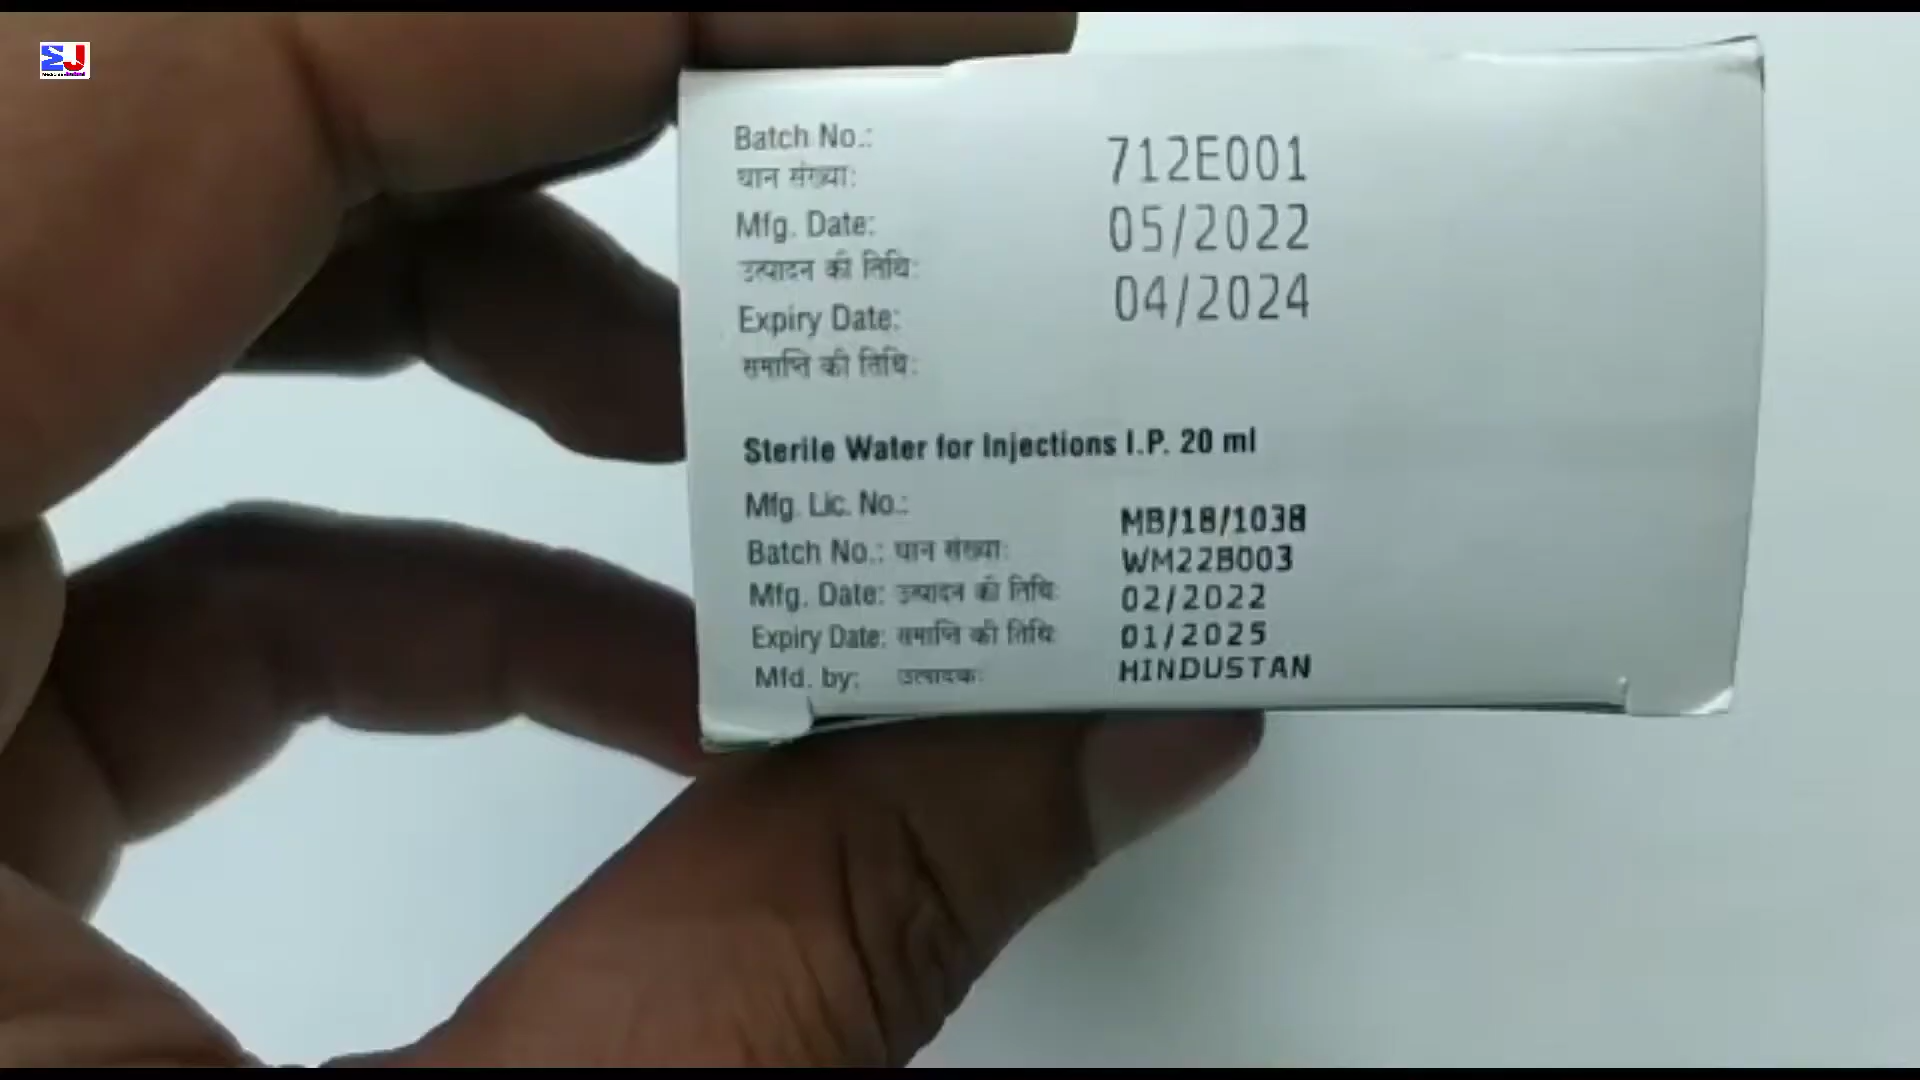 Batch No.: 712E001
घान संख्या:
Mfg. Date: 05/2022
उत्पादन की तिथि:
Expiry Date: 04/2024
समाप्ति की तिथि:
Sterile Water for Injections I.P. 20 ml
Mfg. Lic. No.: MB/18/1038
Batch No.: घान संख्या: WM22B003
Mfg. Date: उत्पादन की तिथि: 02/2022
Expiry Date: समाप्ति की तिथि: 01/2025
Mfd. by: उत्पादक: HINDUSTAN